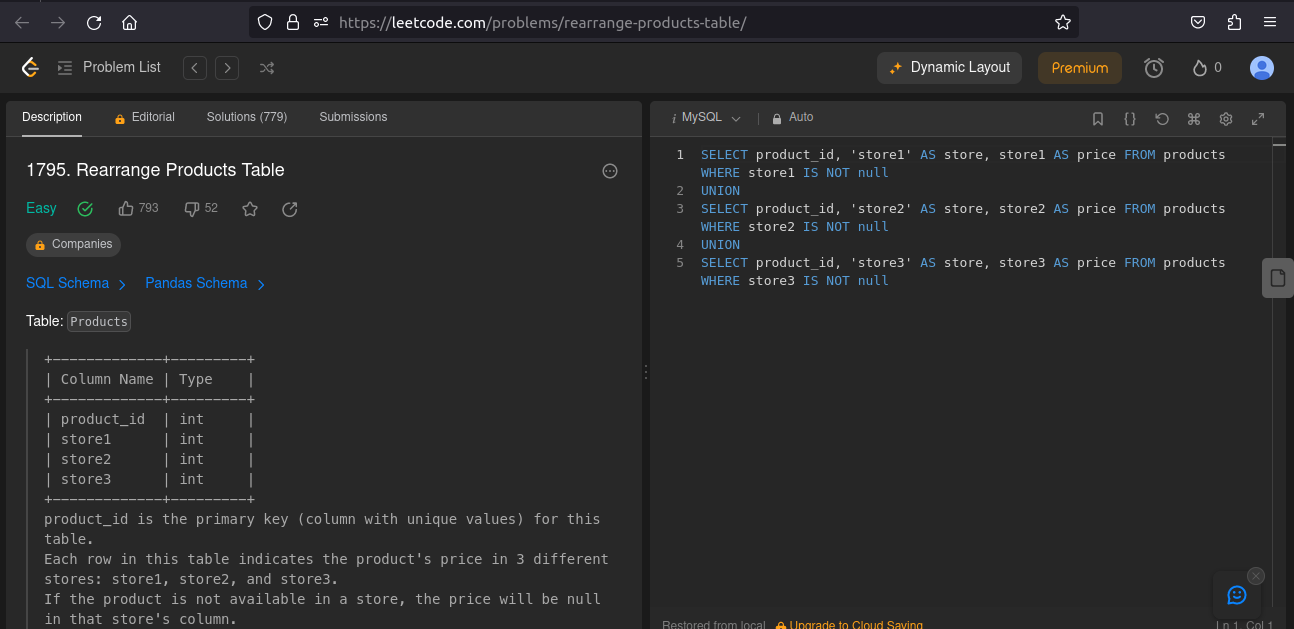 https://leetcode.com/problems/rearrange-products-table/
Problem List
Dynamic Layout
Premium
0
Description
Editorial
Solutions (779)
Submissions
1795. Rearrange Products Table
Easy
793
52
Companies
SQL Schema
Pandas Schema
Table: Products
+-------------+---------+
| Column Name | Type    |
+-------------+---------+
| product_id  | int     |
| store1      | int     |
| store2      | int     |
| store3      | int     |
+-------------+---------+
product_id is the primary key (column with unique values) for this
table.
Each row in this table indicates the product's price in 3 different
stores: store1, store2, and store3.
If the product is not available in a store, the price will be null
in that store's column.
i MySQL
Auto
{}
1 SELECT product_id, 'store1' AS store, store1 AS price FROM products
WHERE store1 IS NOT null
2 UNION
3 SELECT product_id, 'store2' AS store, store2 AS price FROM products
WHERE store2 IS NOT null
4 UNION
5 SELECT product_id, 'store3' AS store, store3 AS price FROM products
WHERE store3 IS NOT null
Restored from local
Upgrade to Cloud Saving
Ln 1, Col 1